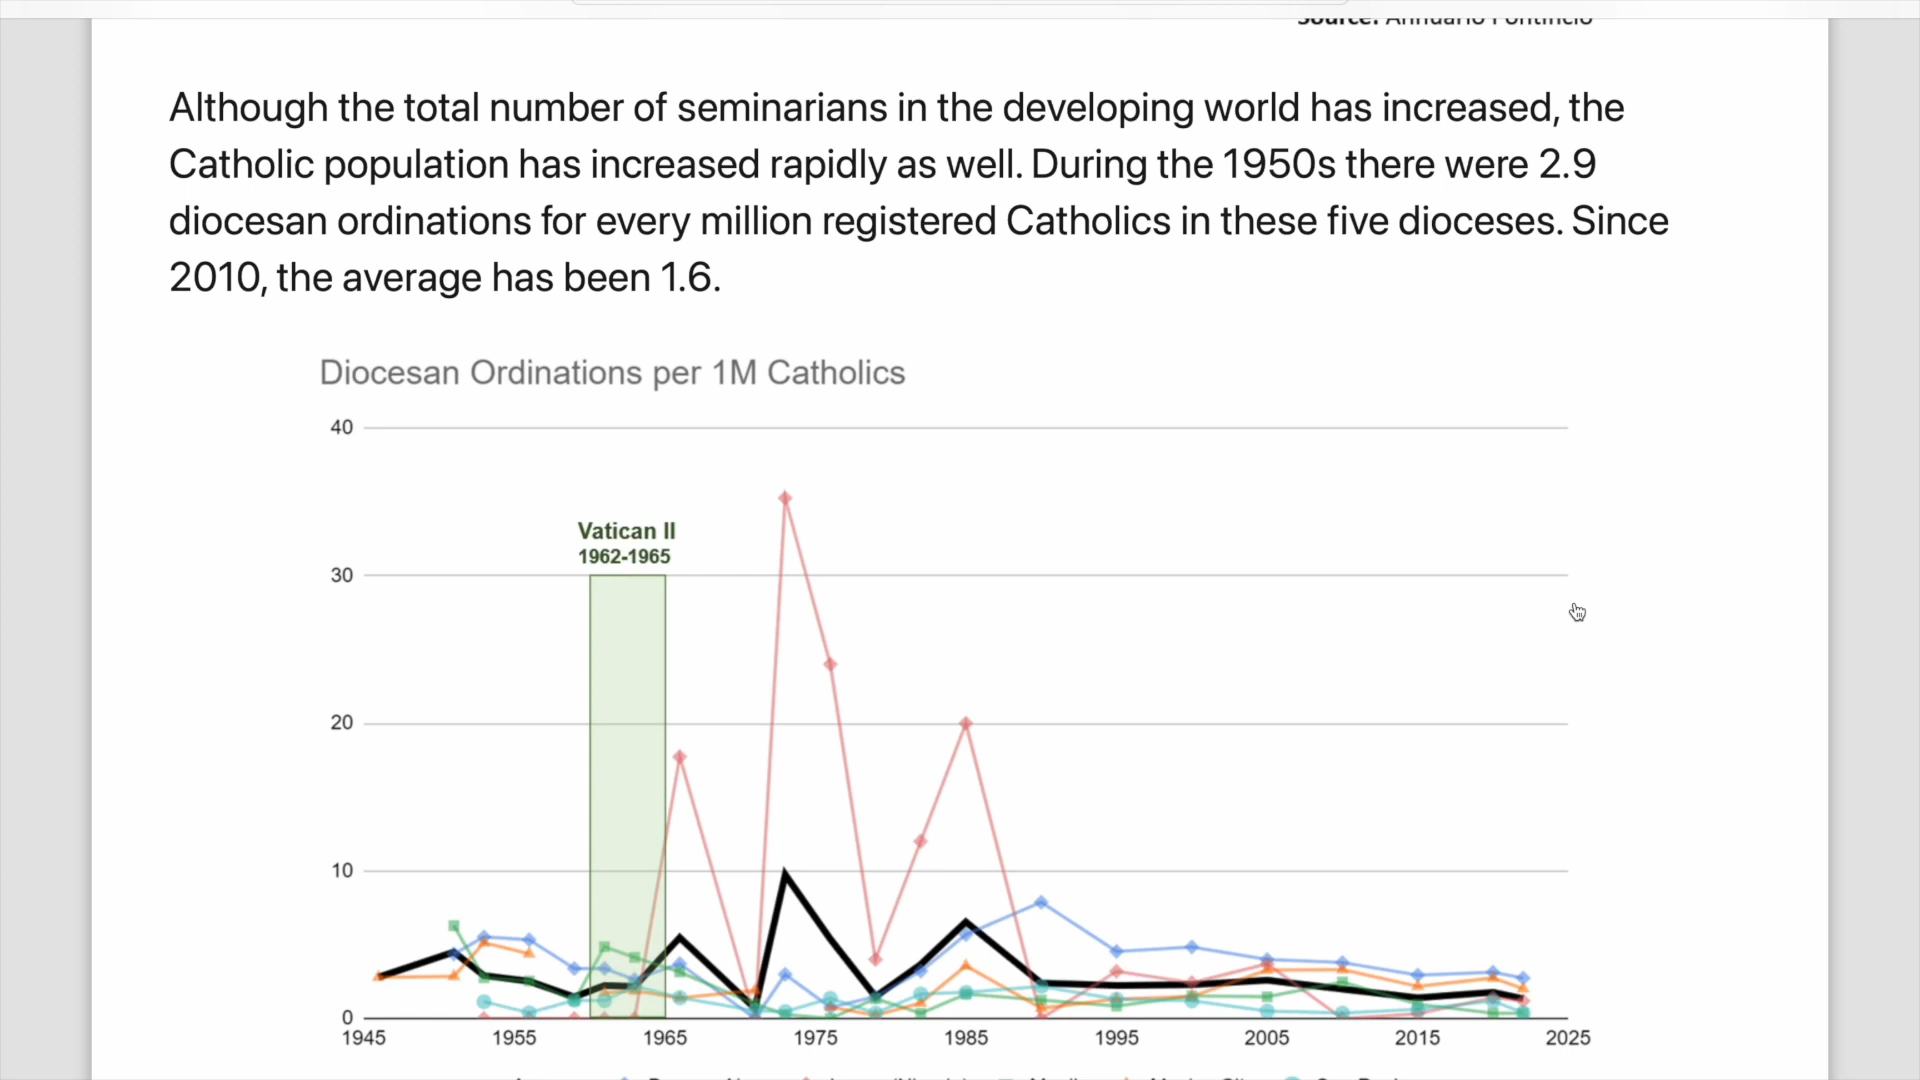 Source: Annuario Pontificio
Although the total number of seminarians in the developing world has increased, the
Catholic population has increased rapidly as well. During the 1950s there were 2.9
diocesan ordinations for every million registered Catholics in these five dioceses. Since
2010, the average has been 1.6.
Diocesan Ordinations per 1M Catholics
40
Vatican II
1962-1965
30
20
10
0
1945 1955 1965 1975 1985 1995 2005 2015 2025